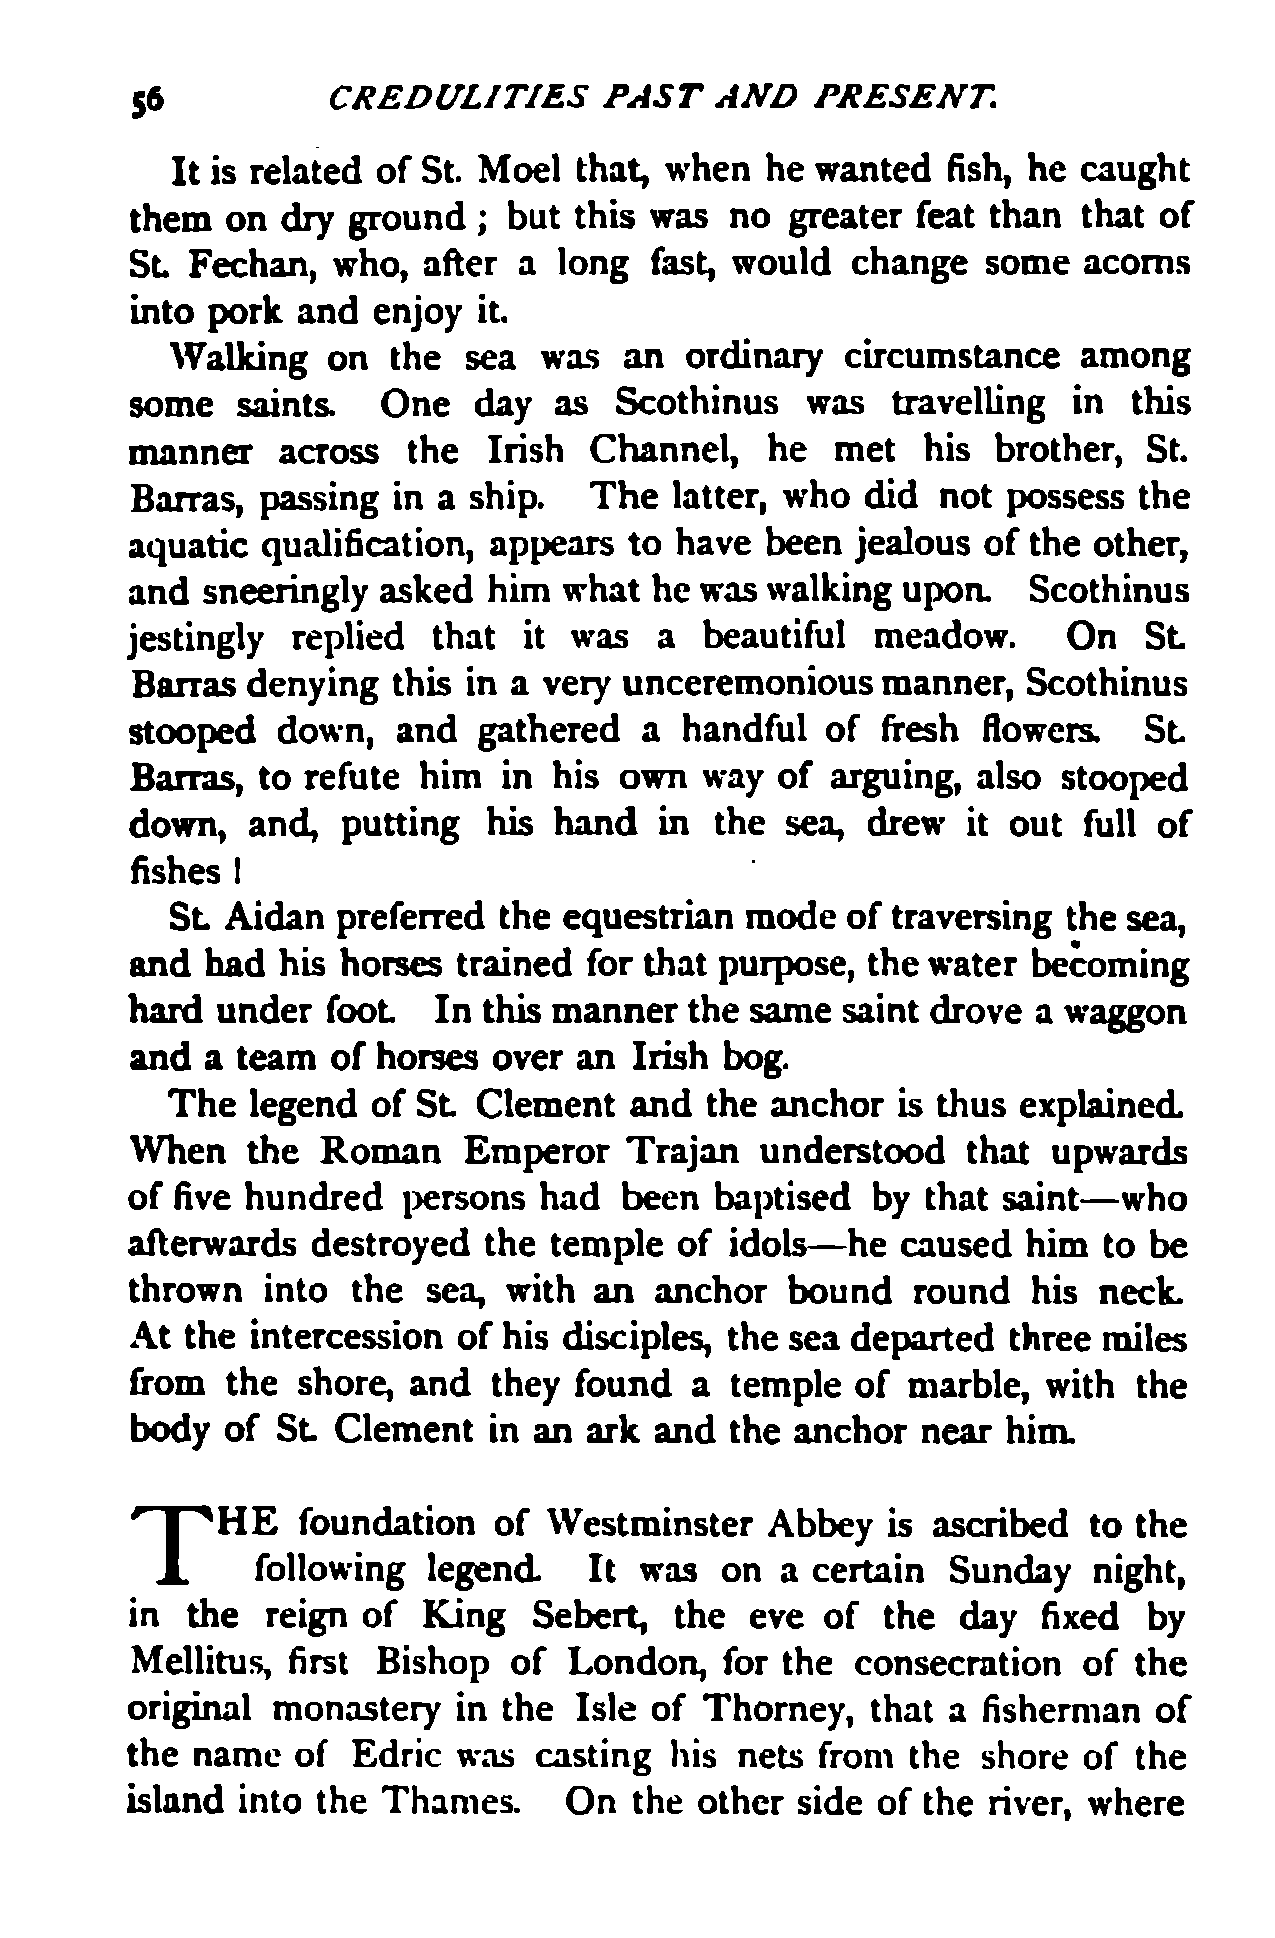 56 CREDULITIES PAST AND PRESENT.
It is related of St. Moel that, when he wanted fish, he caught
them on dry ground ; but this was no greater feat than that of
St. Fechan, who, after a long fast, would change some acorns
into pork and enjoy it.
Walking on the sea was an ordinary circumstance among
some saints. One day as Scothinus was travelling in this
manner across the Irish Channel, he met his brother, St.
Barras, passing in a ship. The latter, who did not possess the
aquatic qualification, appears to have been jealous of the other,
and sneeringly asked him what he was walking upon. Scothinus
jestingly replied that it was a beautiful meadow. On St.
Barras denying this in a very unceremonious manner, Scothinus
stooped down, and gathered a handful of fresh flowers. St.
Barras, to refute him in his own way of arguing, also stooped
down, and, putting his hand in the sea, drew it out full of
fishes !
St. Aidan preferred the equestrian mode of traversing the sea,
and had his horses trained for that purpose, the water becoming
hard under foot. In this manner the same saint drove a waggon
and a team of horses over an Irish bog.
The legend of St. Clement and the anchor is thus explained.
When the Roman Emperor Trajan understood that upwards
of five hundred persons had been baptised by that saint—who
afterwards destroyed the temple of idols—he caused him to be
thrown into the sea, with an anchor bound round his neck.
At the intercession of his disciples, the sea departed three miles
from the shore, and they found a temple of marble, with the
body of St. Clement in an ark and the anchor near him.
THE foundation of Westminster Abbey is ascribed to the
following legend. It was on a certain Sunday night,
in the reign of King Sebert, the eve of the day fixed by
Mellitus, first Bishop of London, for the consecration of the
original monastery in the Isle of Thorney, that a fisherman of
the name of Edric was casting his nets from the shore of the
island into the Thames. On the other side of the river, where